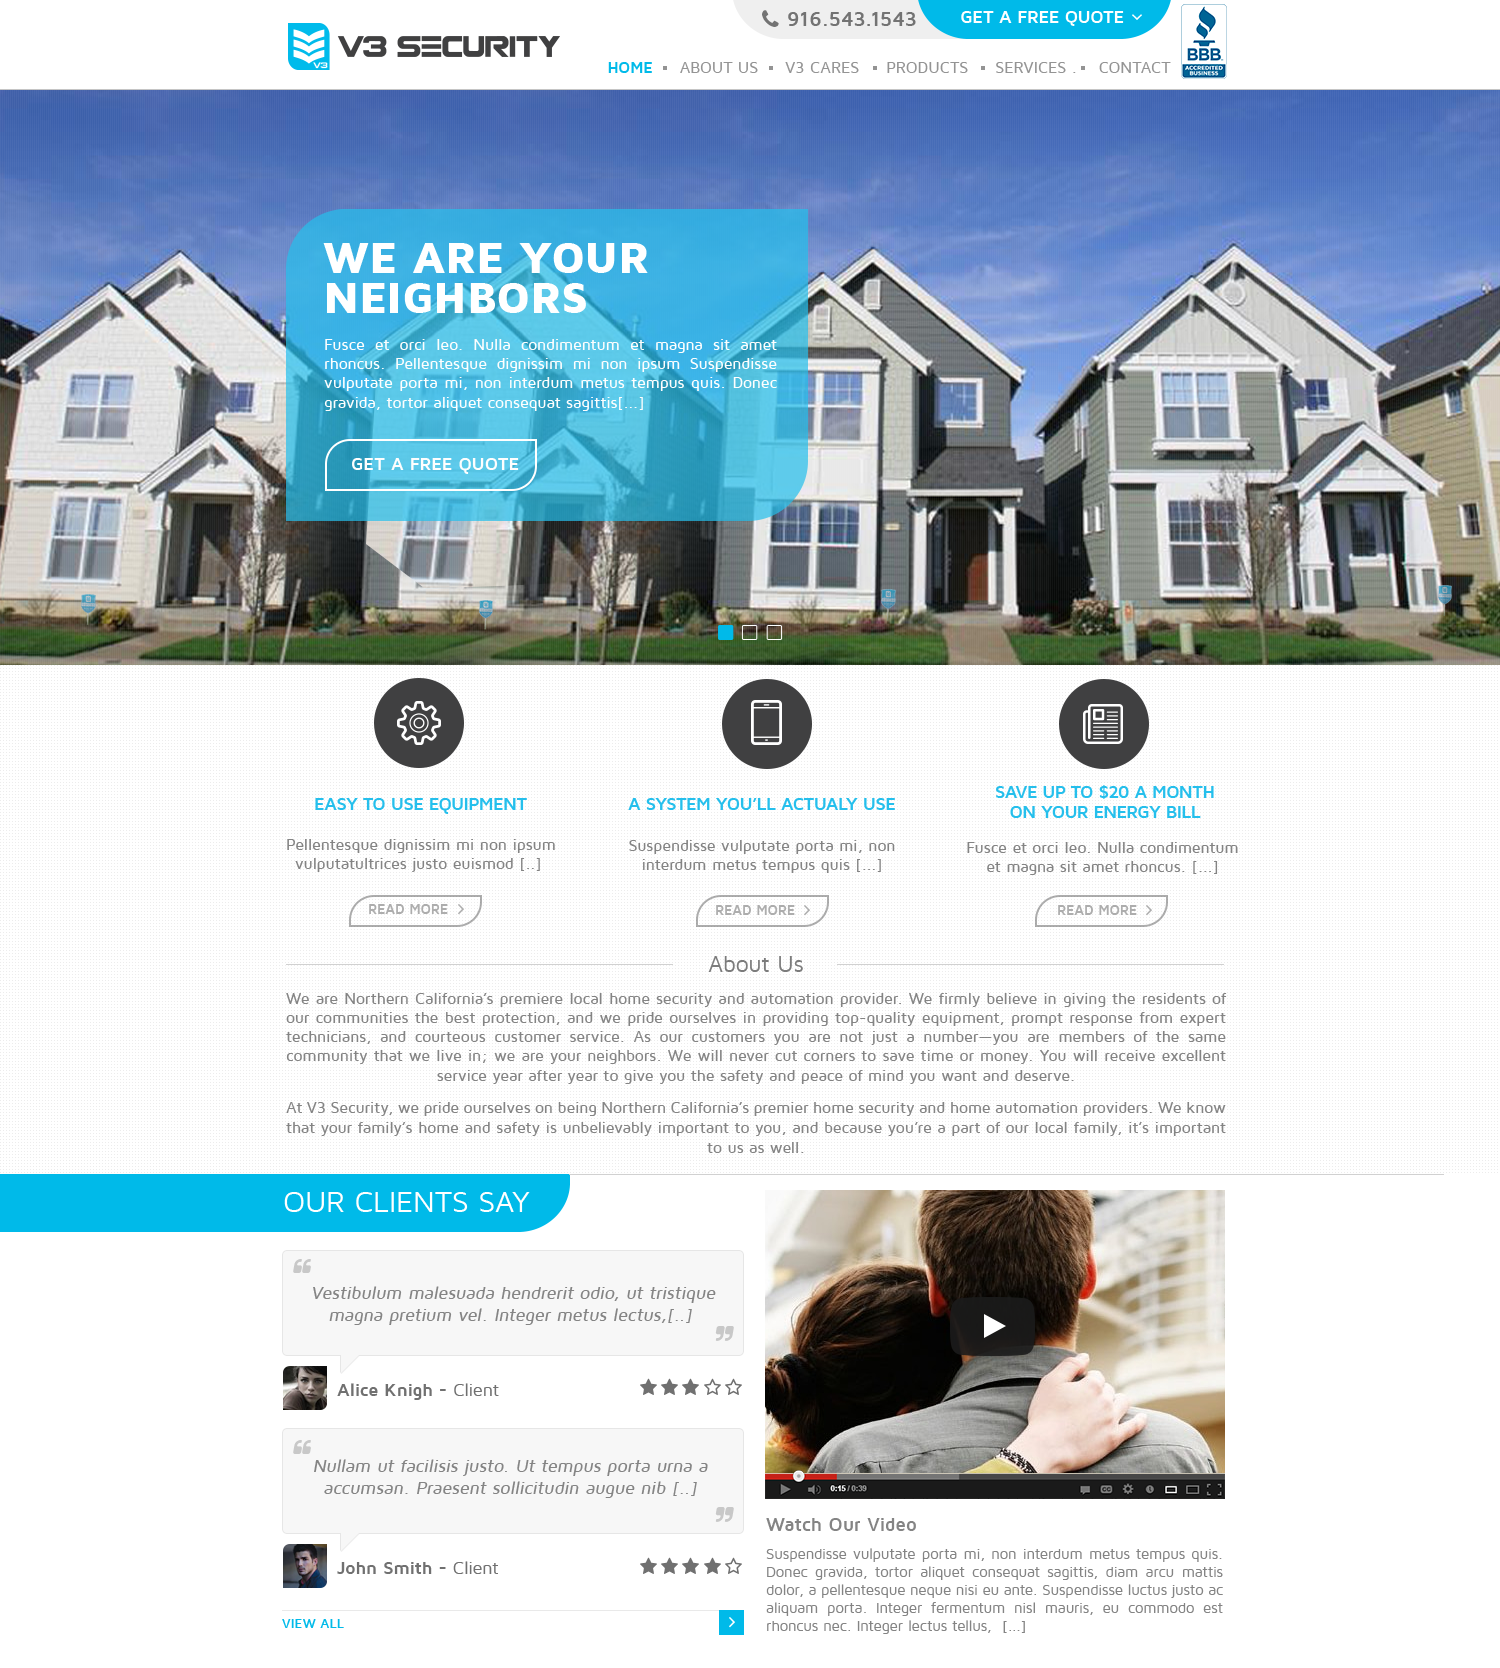 916.543.1543
GET A FREE QUOTE
V3
V3 SECURITY
HOME ▪ ABOUT US ▪ V3 CARES ▪ PRODUCTS ▪ SERVICES . ▪ CONTACT
BBB
ACCREDITED
BUSINESS
WE ARE YOUR
NEIGHBORS
Fusce et orci leo. Nulla condimentum et magna sit amet
rhoncus. Pellentesque dignissim mi non ipsum Suspendisse
vulputate porta mi, non interdum metus tempus quis. Donec
gravida, tortor aliquet consequat sagittis[...]
GET A FREE QUOTE
EASY TO USE EQUIPMENT
Pellentesque dignissim mi non ipsum
vulputatultrices justo euismod [..]
READ MORE
A SYSTEM YOU'LL ACTUALY USE
Suspendisse vulputate porta mi, non
interdum metus tempus quis [...]
READ MORE
SAVE UP TO $20 A MONTH
ON YOUR ENERGY BILL
Fusce et orci leo. Nulla condimentum
et magna sit amet rhoncus. [...]
READ MORE
About Us
We are Northern California's premiere local home security and automation provider. We firmly believe in giving the residents of
our communities the best protection, and we pride ourselves in providing top-quality equipment, prompt response from expert
technicians, and courteous customer service. As our customers you are not just a number—you are members of the same
community that we live in; we are your neighbors. We will never cut corners to save time or money. You will receive excellent
service year after year to give you the safety and peace of mind you want and deserve.
At V3 Security, we pride ourselves on being Northern California's premier home security and home automation providers. We know
that your family's home and safety is unbelievably important to you, and because you're a part of our local family, it's important
to us as well.
OUR CLIENTS SAY
“
Vestibulum malesuada hendrerit odio, ut tristique
magna pretium vel. Integer metus lectus,[..]
”
Alice Knigh - Client
“
Nullam ut facilisis justo. Ut tempus porta urna a
accumsan. Praesent sollicitudin augue nib [..]
”
John Smith - Client
VIEW ALL
0:15 / 0:39
CC
Watch Our Video
Suspendisse vulputate porta mi, non interdum metus tempus quis.
Donec gravida, tortor aliquet consequat sagittis, diam arcu mattis
dolor, a pellentesque neque nisi eu ante. Suspendisse luctus justo ac
aliquam porta. Integer fermentum nisl mauris, eu commodo est
rhoncus nec. Integer lectus tellus, [...]